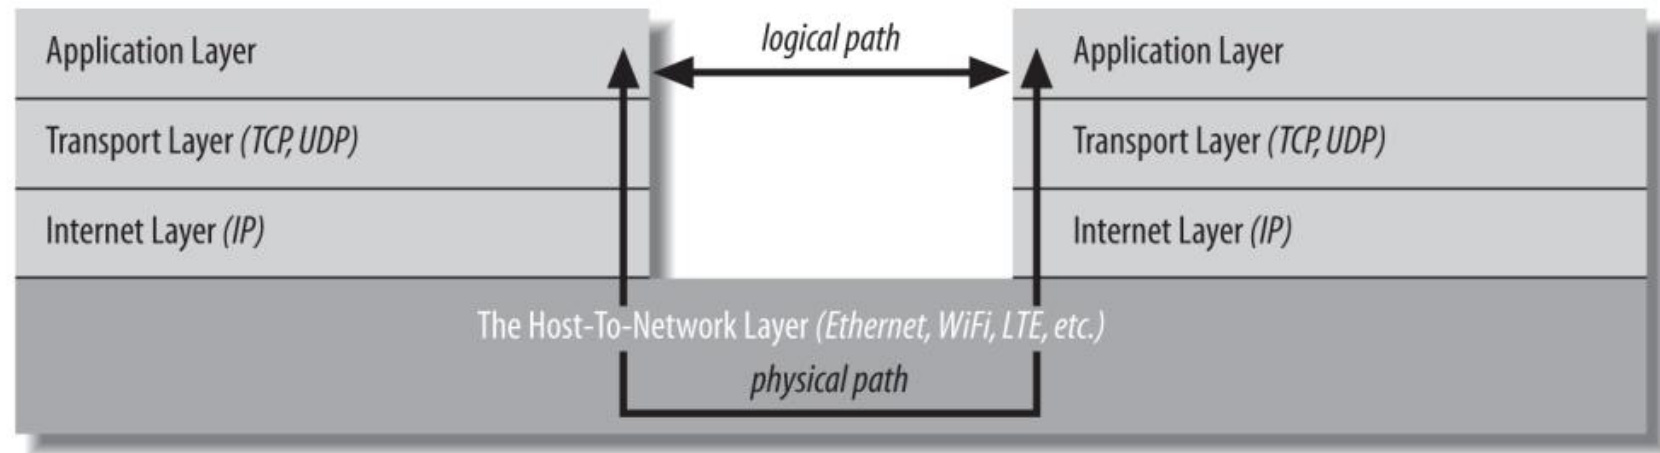 Application Layer
logical path
Application Layer
Transport Layer (TCP, UDP)
Transport Layer (TCP, UDP)
Internet Layer (IP)
Internet Layer (IP)
The Host-To-Network Layer (Ethernet, WiFi, LTE, etc.)
physical path